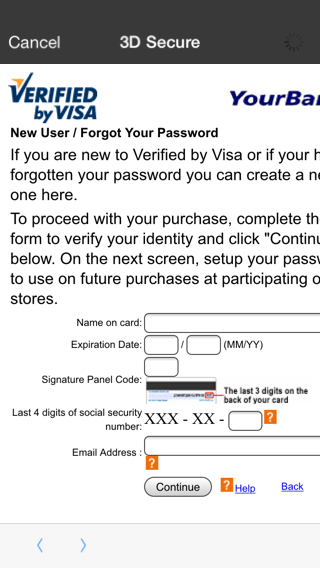 Cancel 3D Secure
VERIFIED YourBa
by VISA
New User / Forgot Your Password
If you are new to Verified by Visa or if your h
forgotten your password you can create a ne
one here.
To proceed with your purchase, complete th
form to verify your identity and click "Continu
below. On the next screen, setup your passw
to use on future purchases at participating o
stores.
Name on card:
Expiration Date: / (MM/YY)
Signature Panel Code:
The last 3 digits on the
back of your card
Last 4 digits of social security XXX - XX - ?
number:
Email Address :
?
Continue ? Help Back